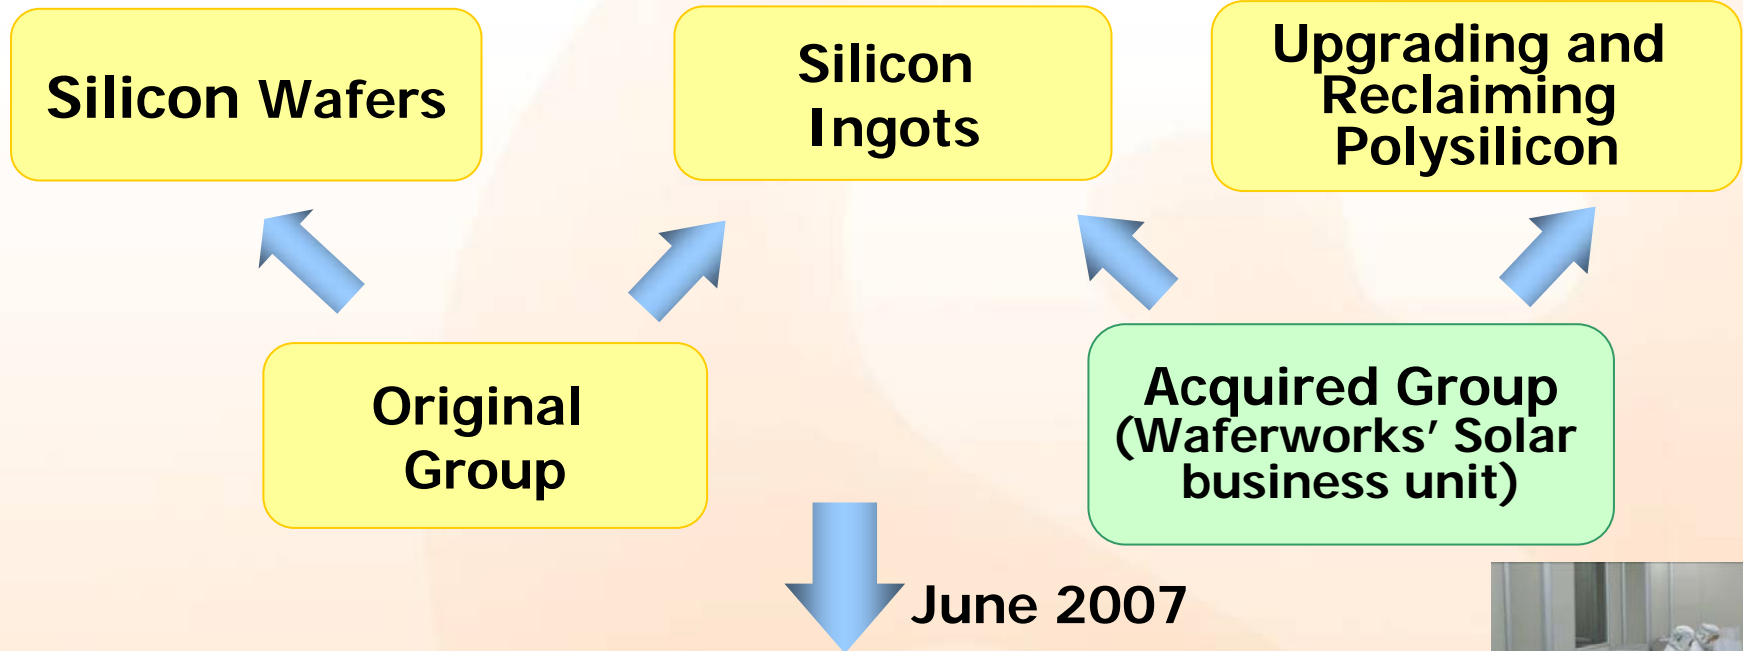 Silicon Wafers
Silicon
Ingots
Upgrading and
Reclaiming
Polysilicon
Original
Group
Acquired Group
(Waferworks’ Solar
business unit)
June 2007